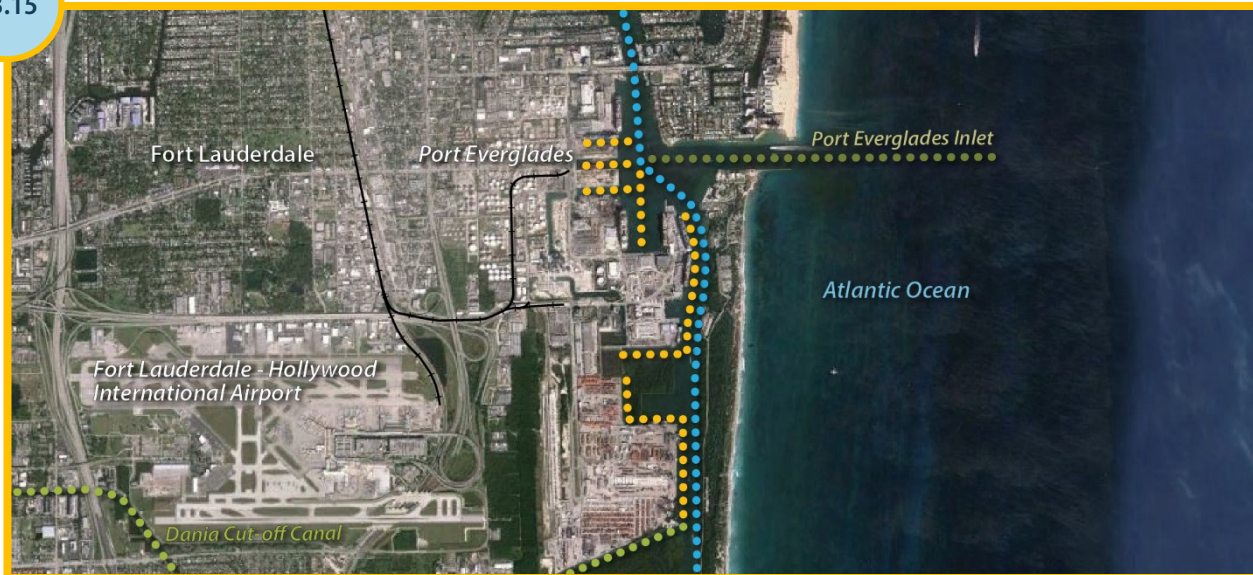 3.15
Fort Lauderdale
Port Everglades
Port Everglades Inlet
Atlantic Ocean
Fort Lauderdale - Hollywood
International Airport
Dania Cut-off Canal